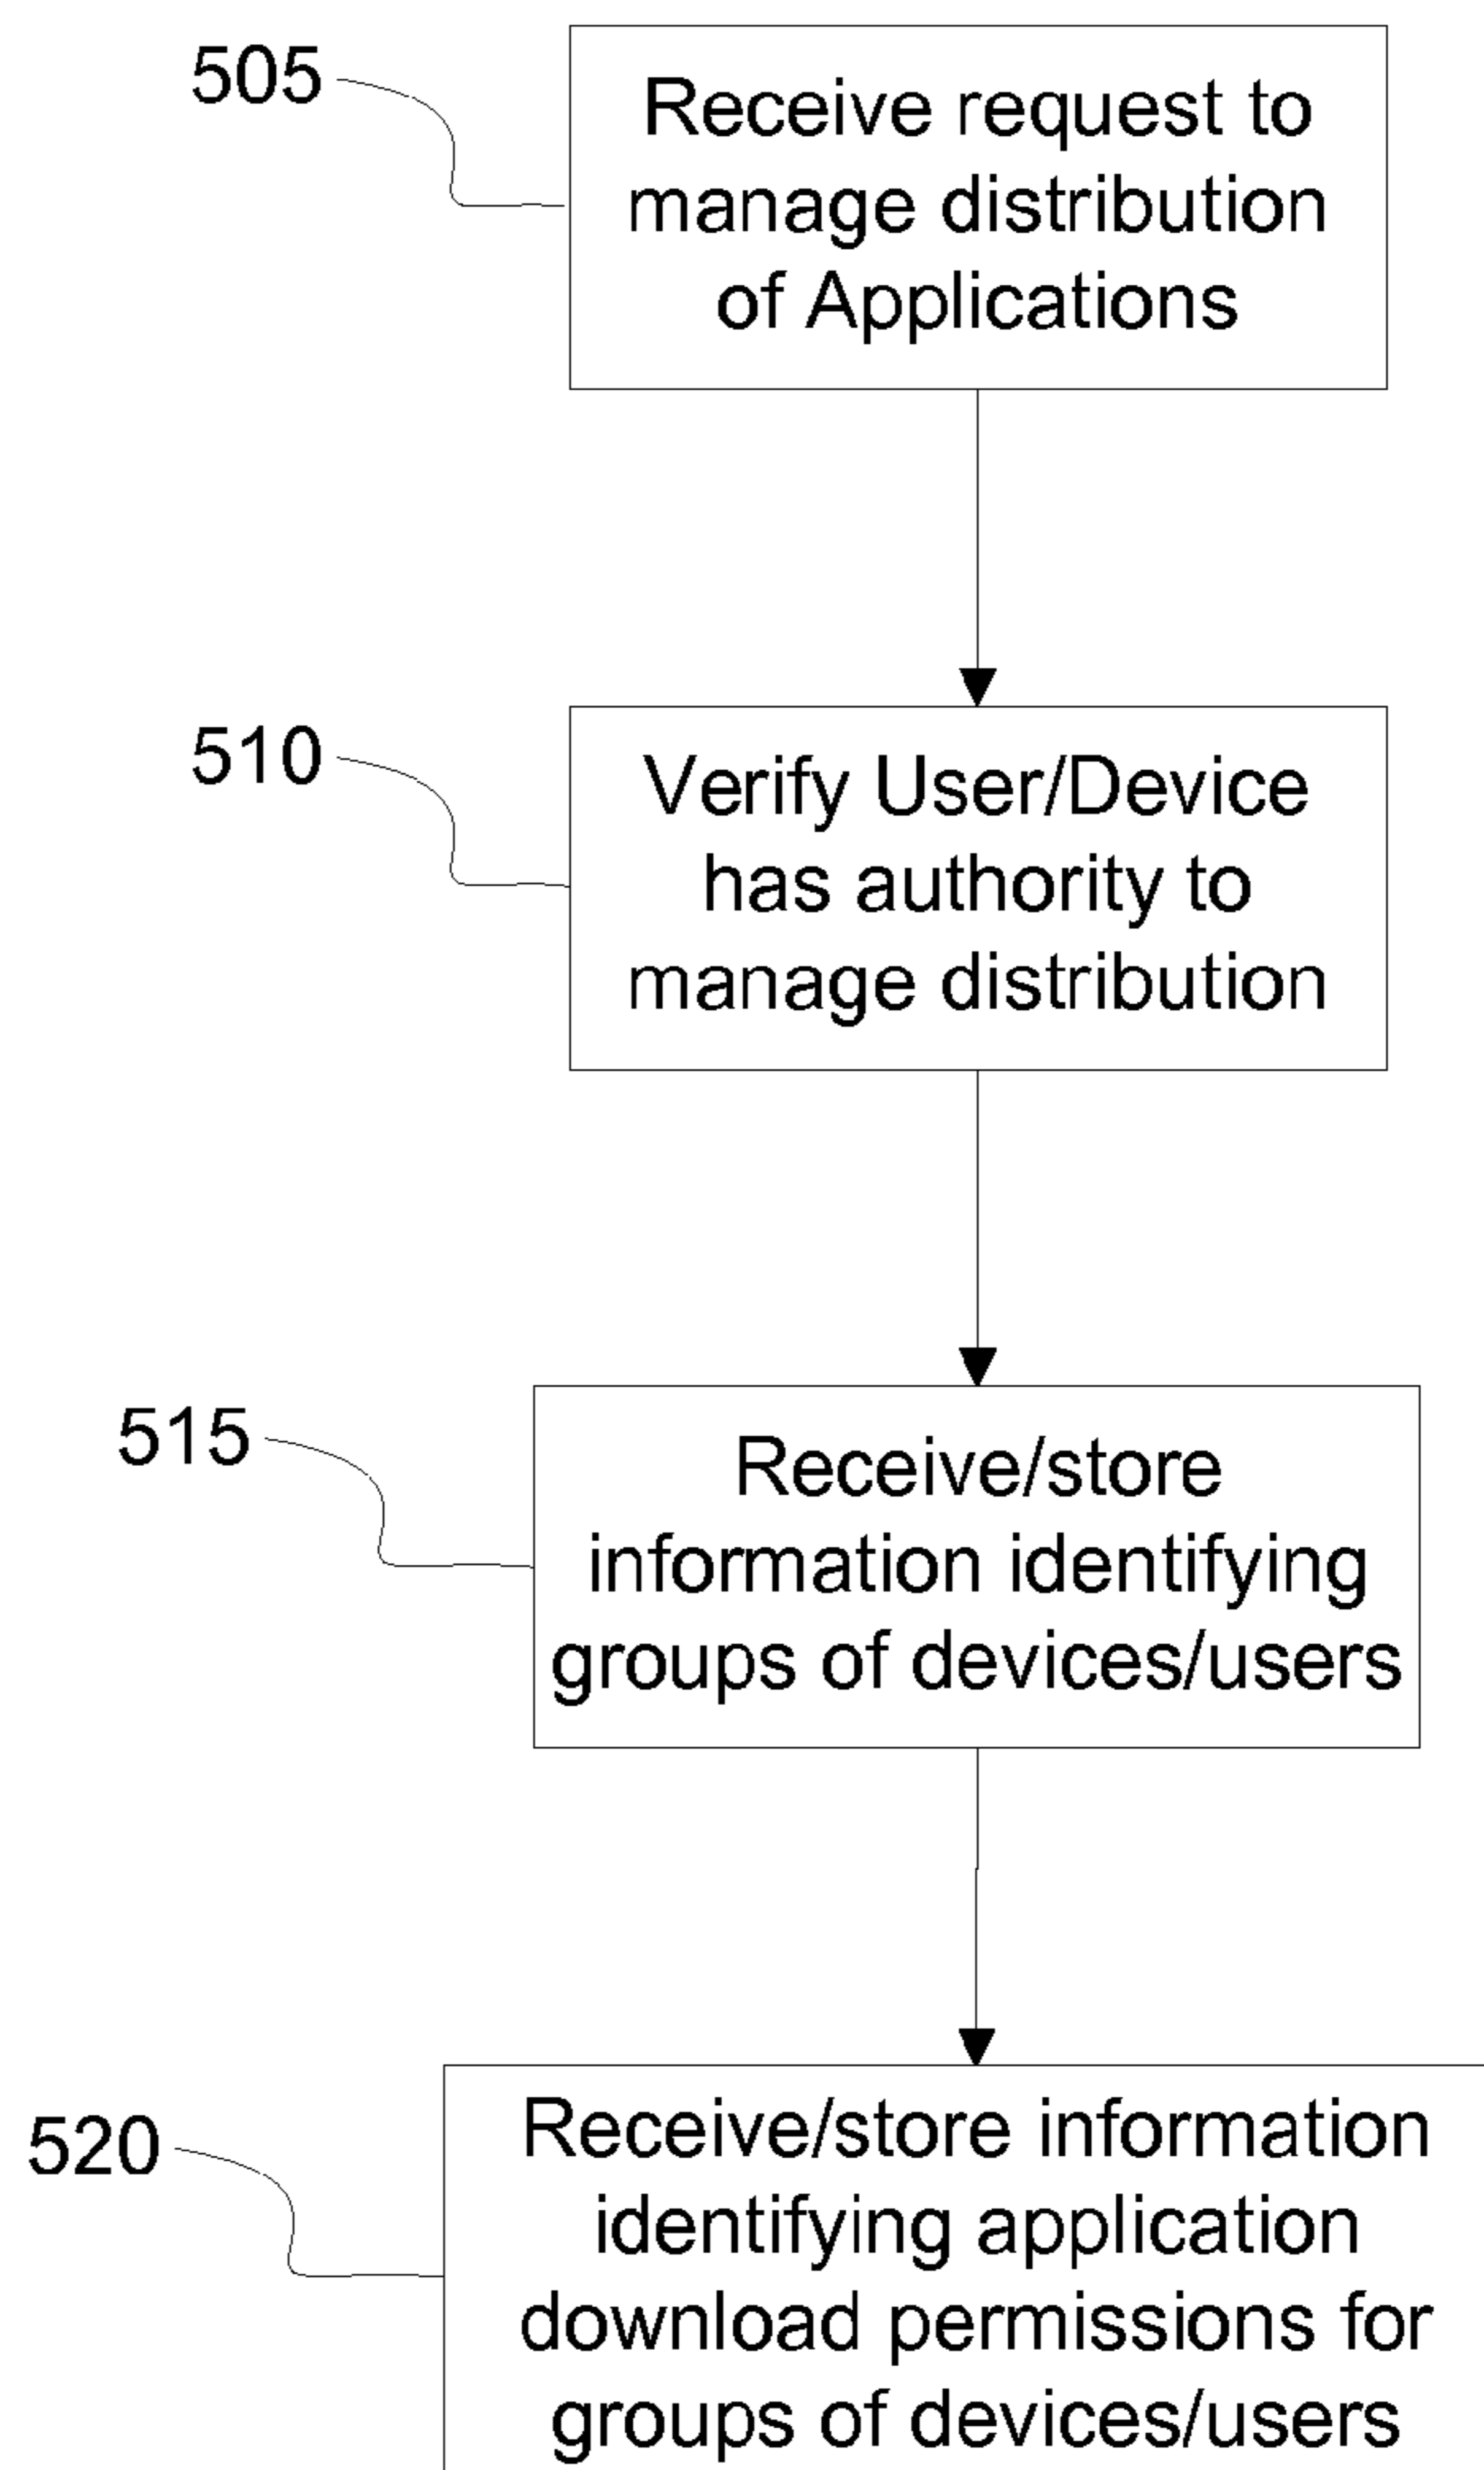 505
Receive request to
manage distribution
of Applications
510
Verify User/Device
has authority to
manage distribution
515
Receive/store
information identifying
groups of devices/users
520
Receive/store information
identifying application
download permissions for
groups of devices/users